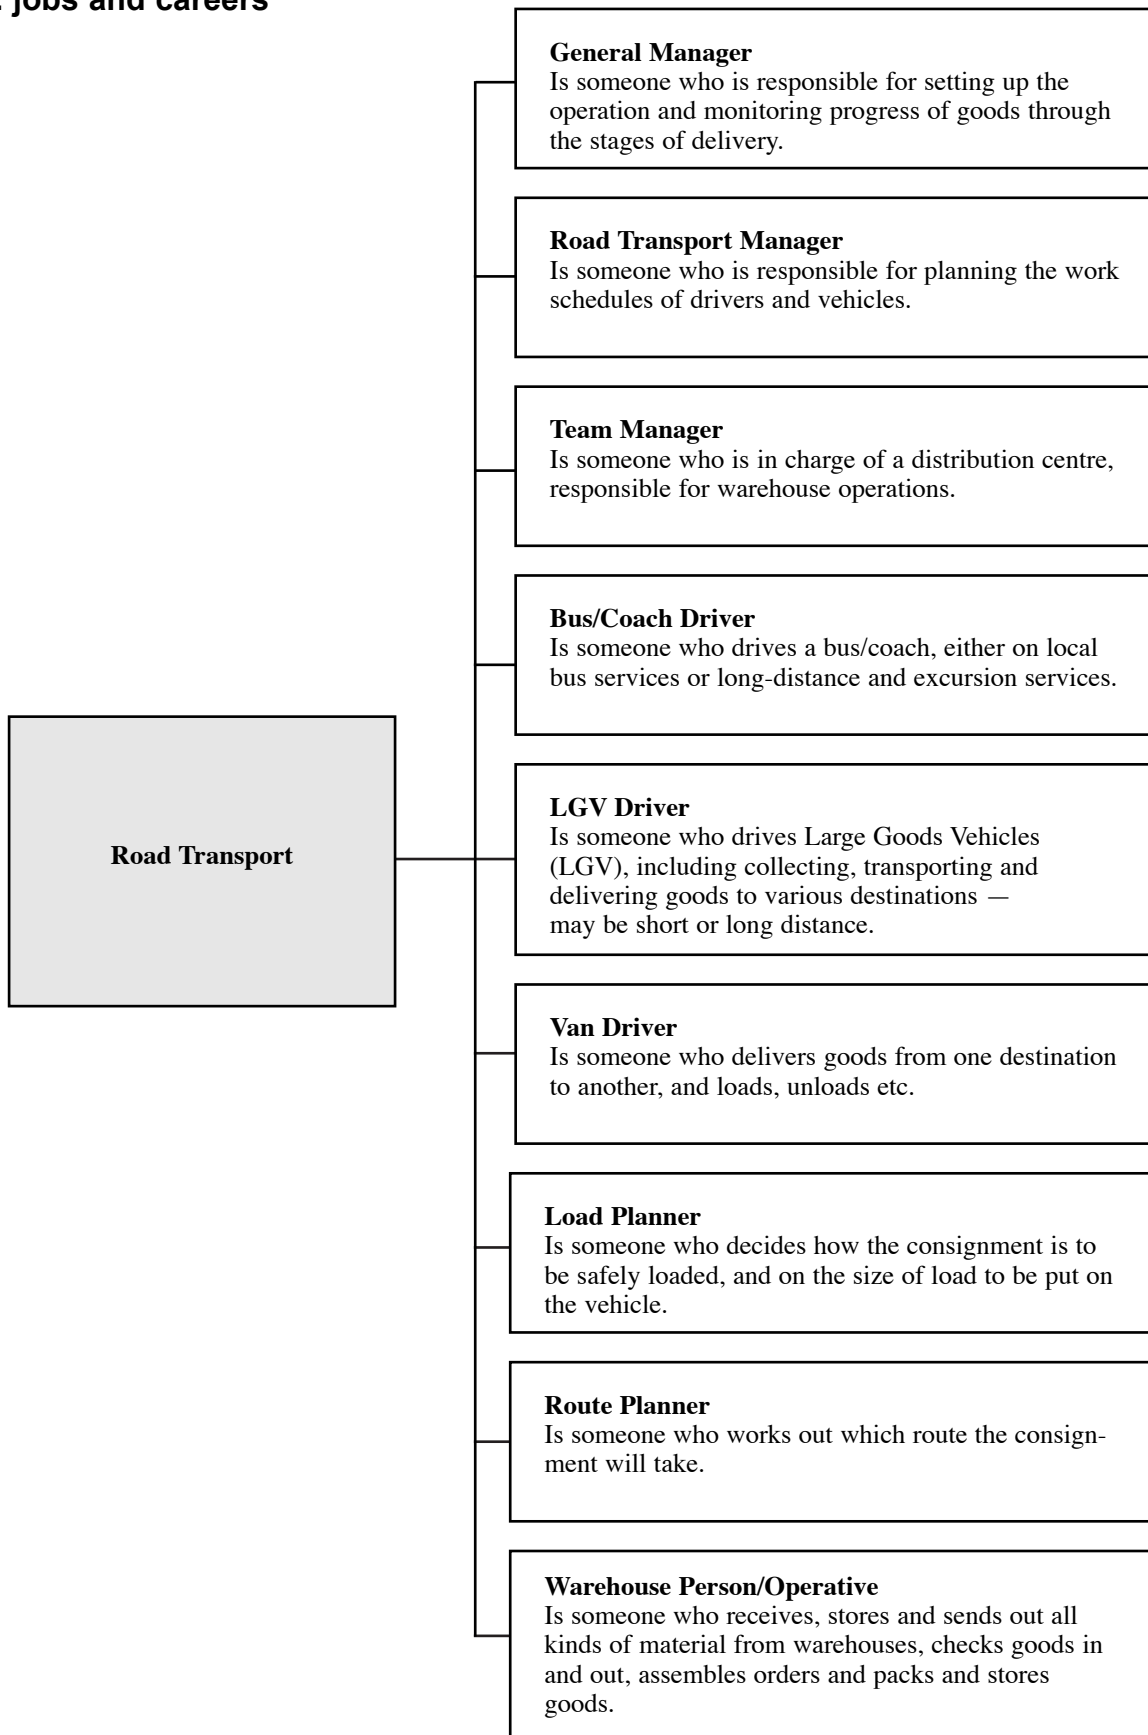 : jobs and careers
General Manager
Is someone who is responsible for setting up the
operation and monitoring progress of goods through
the stages of delivery.
Road Transport Manager
Is someone who is responsible for planning the work
schedules of drivers and vehicles.
Team Manager
Is someone who is in charge of a distribution centre,
responsible for warehouse operations.
Bus/Coach Driver
Is someone who drives a bus/coach, either on local
bus services or long-distance and excursion services.
Road Transport
LGV Driver
Is someone who drives Large Goods Vehicles
(LGV), including collecting, transporting and
delivering goods to various destinations —
may be short or long distance.
Van Driver
Is someone who delivers goods from one destination
to another, and loads, unloads etc.
Load Planner
Is someone who decides how the consignment is to
be safely loaded, and on the size of load to be put on
the vehicle.
Route Planner
Is someone who works out which route the consign-
ment will take.
Warehouse Person/Operative
Is someone who receives, stores and sends out all
kinds of material from warehouses, checks goods in
and out, assembles orders and packs and stores
goods.